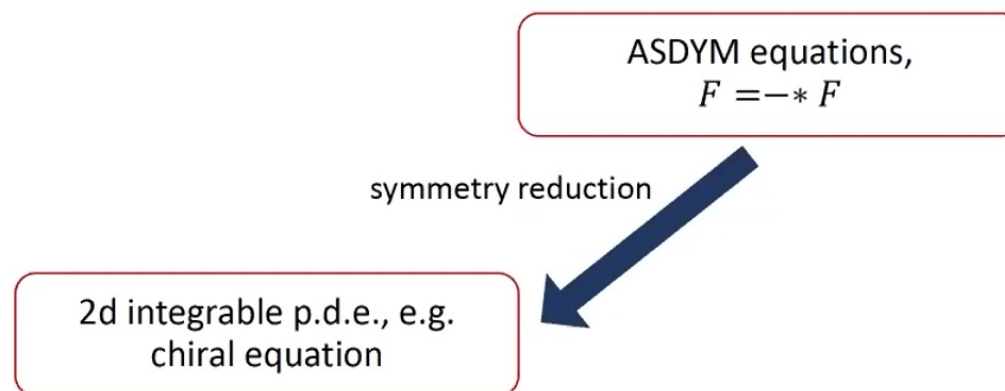 ASDYM equations,
F =−∗ F
symmetry reduction
2d integrable p.d.e., e.g.
chiral equation